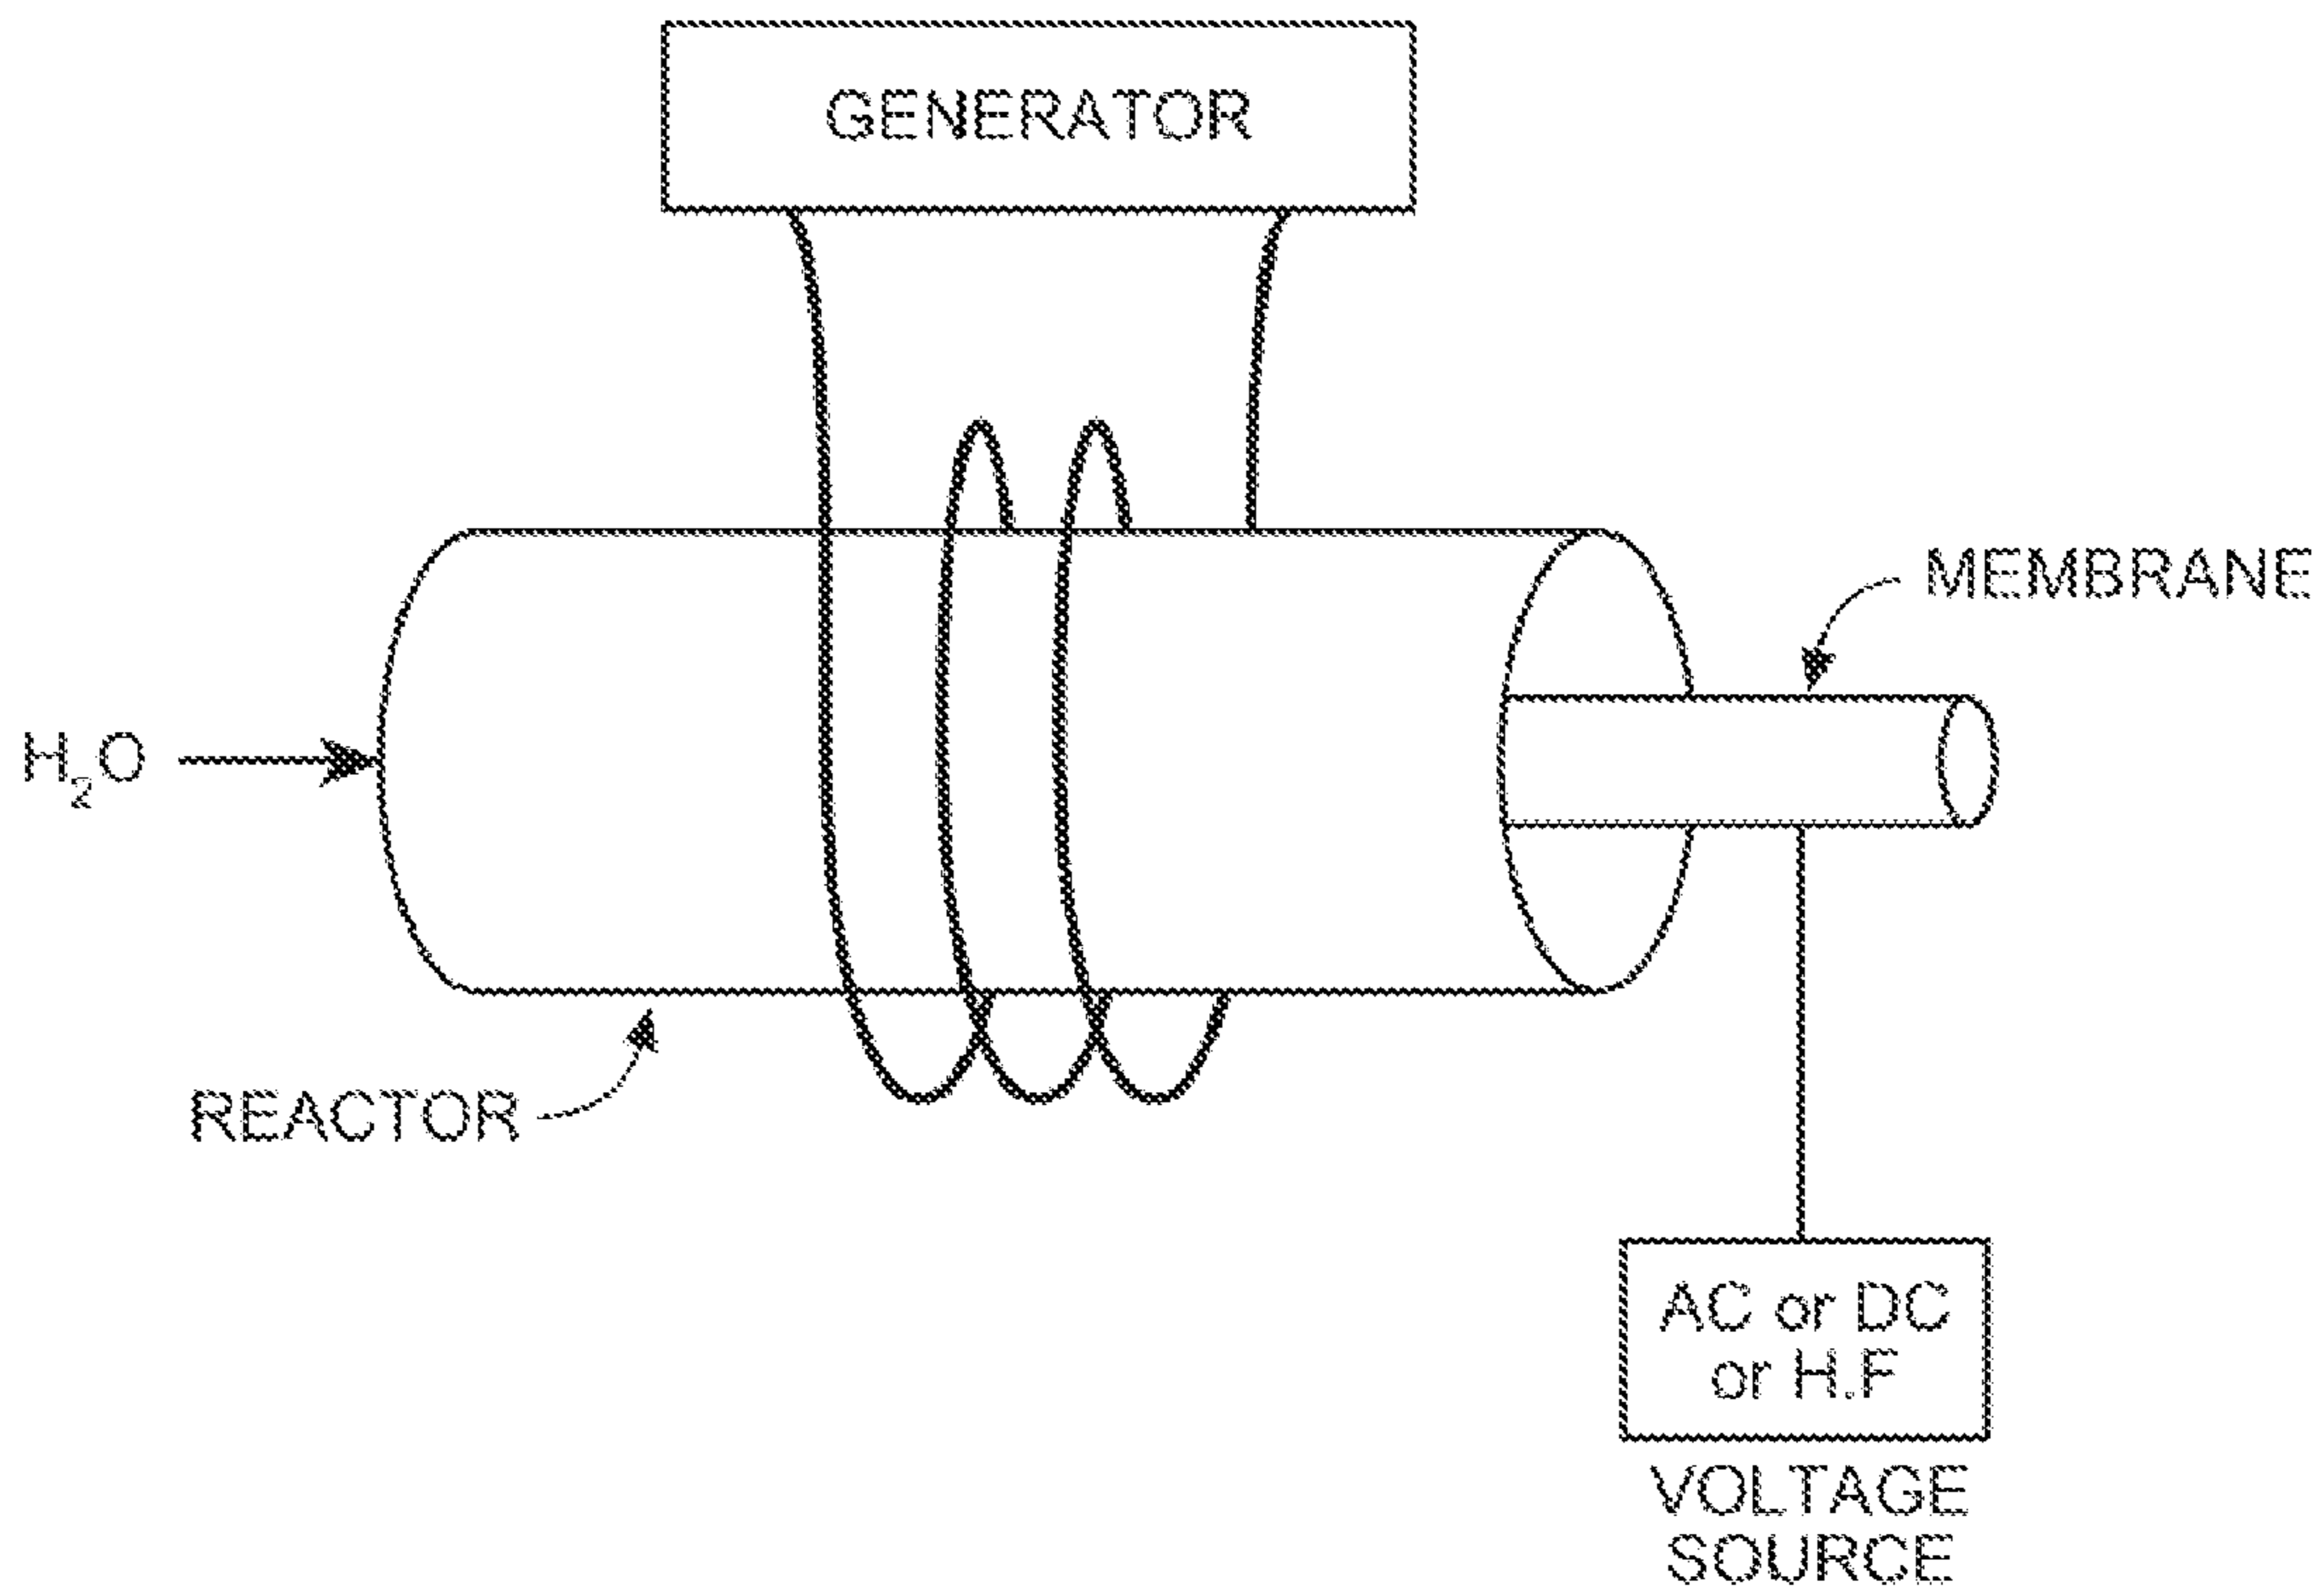 GENERATOR
MEMBRANE
H₂O
REACTOR
AC or DC
or H.F
VOLTAGE
SOURCE